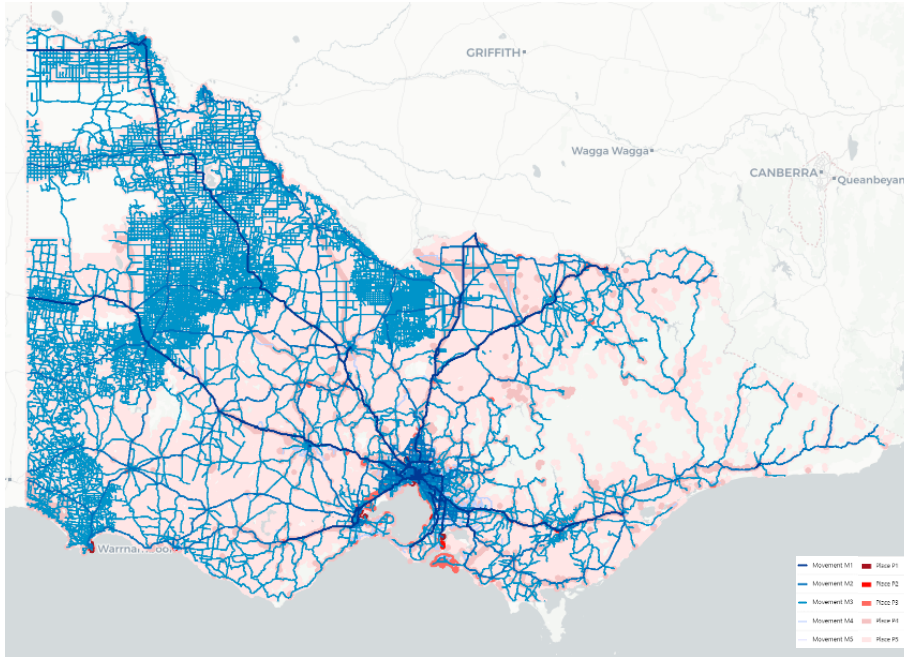 GRIFFITH
Wagga Wagga
CANBERRA
Queanbeyan
Warrnambool
Movement M1 Place P1
Movement M2 Place P2
Movement M3 Place P3
Movement M4 Place P4
Movement M5 Place P5